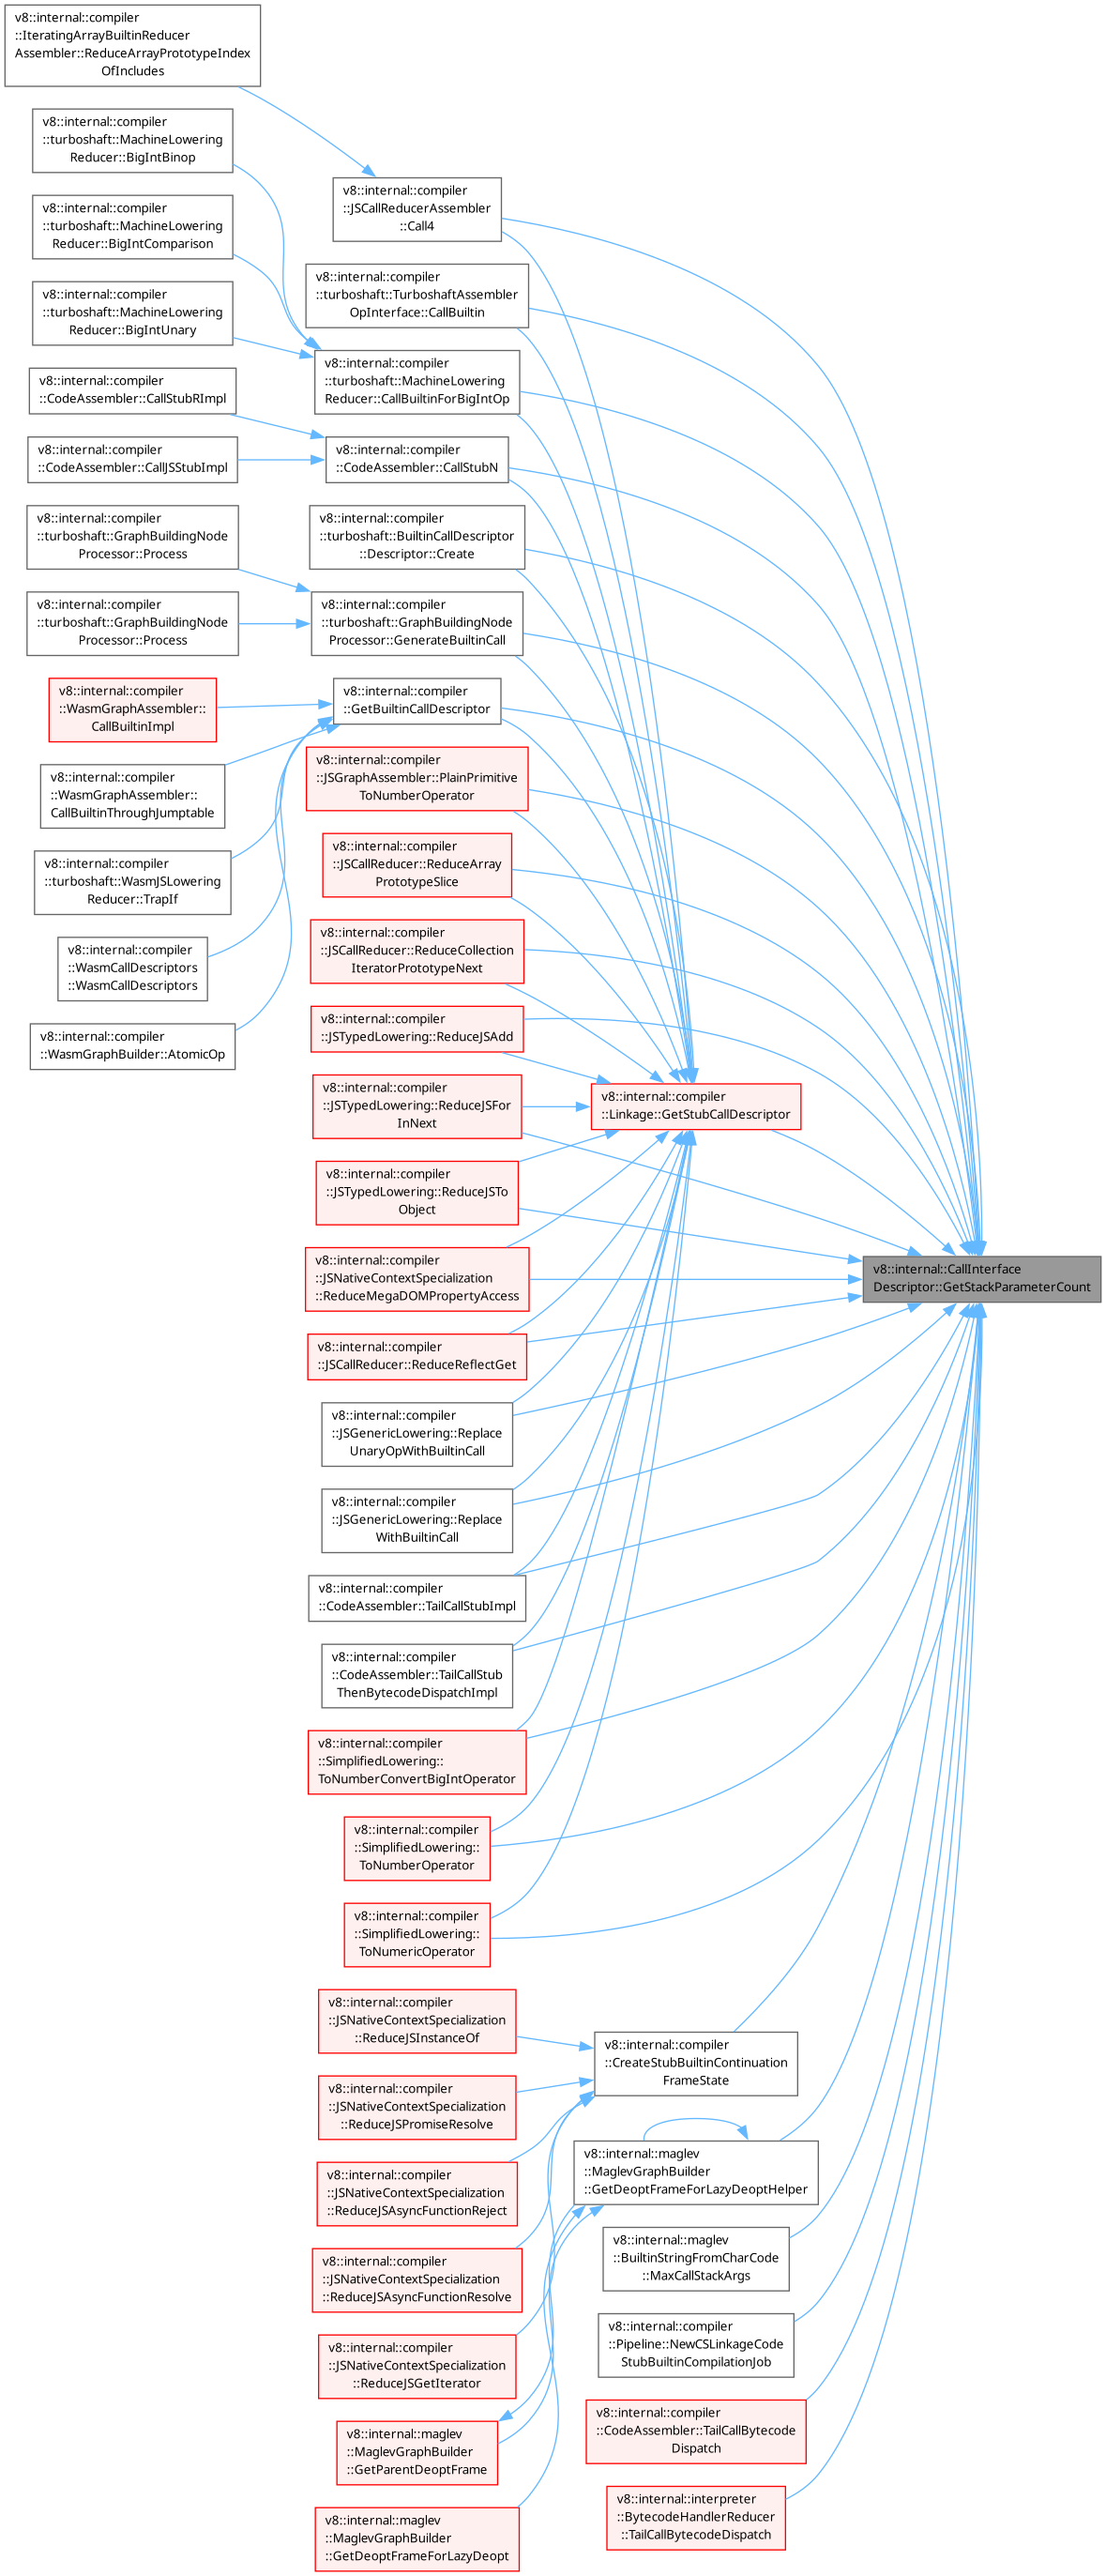 v8::internal::compiler
::IteratingArrayBuiltinReducer
Assembler::ReduceArrayPrototypeIndex
OfIncludes
v8::internal::compiler
::turboshaft::MachineLowering
Reducer::BigIntBinop
v8::internal::compiler
::JSCallReducerAssembler
::Call4
v8::internal::compiler
::turboshaft::MachineLowering
Reducer::BigIntComparison
v8::internal::compiler
::turboshaft::TurboshaftAssembler
OpInterface::CallBuiltin
v8::internal::compiler
::turboshaft::MachineLowering
Reducer::BigIntUnary
v8::internal::compiler
::turboshaft::MachineLowering
Reducer::CallBuiltinForBigIntOp
v8::internal::compiler
::CodeAssembler::CallStubRImpl
v8::internal::compiler
::CodeAssembler::CallJSStubImpl
v8::internal::compiler
::CodeAssembler::CallStubN
v8::internal::compiler
::turboshaft::GraphBuildingNode
Processor::Process
v8::internal::compiler
::turboshaft::BuiltinCallDescriptor
::Descriptor::Create
v8::internal::compiler
::turboshaft::GraphBuildingNode
Processor::Process
v8::internal::compiler
::turboshaft::GraphBuildingNode
Processor::GenerateBuiltinCall
v8::internal::compiler
::WasmGraphAssembler::
CallBuiltinImpl
v8::internal::compiler
::GetBuiltinCallDescriptor
v8::internal::compiler
::WasmGraphAssembler::
CallBuiltinThroughJumptable
v8::internal::compiler
::JSGraphAssembler::PlainPrimitive
ToNumberOperator
v8::internal::compiler
::turboshaft::WasmJSLowering
Reducer::TrapIf
v8::internal::compiler
::JSCallReducer::ReduceArray
PrototypeSlice
v8::internal::compiler
::WasmCallDescriptors
::WasmCallDescriptors
v8::internal::compiler
::JSCallReducer::ReduceCollection
IteratorPrototypeNext
v8::internal::compiler
::WasmGraphBuilder::AtomicOp
v8::internal::compiler
::JSTypedLowering::ReduceJSAdd
v8::internal::compiler
::JSTypedLowering::ReduceJSFor
InNext
v8::internal::compiler
::Linkage::GetStubCallDescriptor
v8::internal::compiler
::JSTypedLowering::ReduceJSTo
Object
v8::internal::compiler
::JSNativeContextSpecialization
::ReduceMegaDOMPropertyAccess
v8::internal::CallInterface
Descriptor::GetStackParameterCount
v8::internal::compiler
::JSCallReducer::ReduceReflectGet
v8::internal::compiler
::JSGenericLowering::Replace
UnaryOpWithBuiltinCall
v8::internal::compiler
::JSGenericLowering::Replace
WithBuiltinCall
v8::internal::compiler
::CodeAssembler::TailCallStubImpl
v8::internal::compiler
::CodeAssembler::TailCallStub
ThenBytecodeDispatchImpl
v8::internal::compiler
::SimplifiedLowering::
ToNumberConvertBigIntOperator
v8::internal::compiler
::SimplifiedLowering::
ToNumberOperator
v8::internal::compiler
::SimplifiedLowering::
ToNumericOperator
v8::internal::compiler
::JSNativeContextSpecialization
::ReduceJSInstanceOf
v8::internal::compiler
::CreateStubBuiltinContinuation
FrameState
v8::internal::compiler
::JSNativeContextSpecialization
::ReduceJSPromiseResolve
v8::internal::maglev
::MaglevGraphBuilder
::GetDeoptFrameForLazyDeoptHelper
v8::internal::compiler
::JSNativeContextSpecialization
::ReduceJSAsyncFunctionReject
v8::internal::maglev
::BuiltinStringFromCharCode
::MaxCallStackArgs
v8::internal::compiler
::JSNativeContextSpecialization
::ReduceJSAsyncFunctionResolve
v8::internal::compiler
::Pipeline::NewCSLinkageCode
StubBuiltinCompilationJob
v8::internal::compiler
::JSNativeContextSpecialization
::ReduceJSGetIterator
v8::internal::compiler
::CodeAssembler::TailCallBytecode
Dispatch
v8::internal::maglev
::MaglevGraphBuilder
::GetParentDeoptFrame
v8::internal::interpreter
::BytecodeHandlerReducer
::TailCallBytecodeDispatch
v8::internal::maglev
::MaglevGraphBuilder
::GetDeoptFrameForLazyDeopt